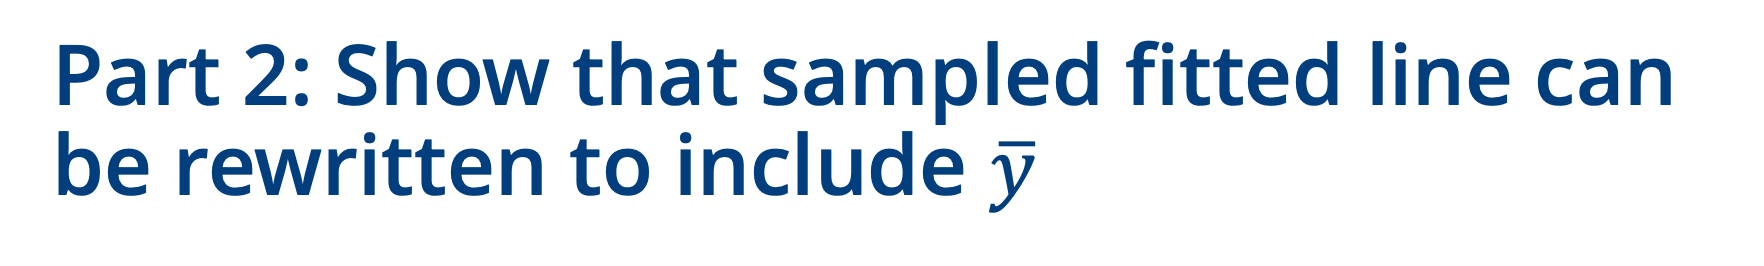 Part 2: Show that sampled fitted line can
be rewritten to include ȳ